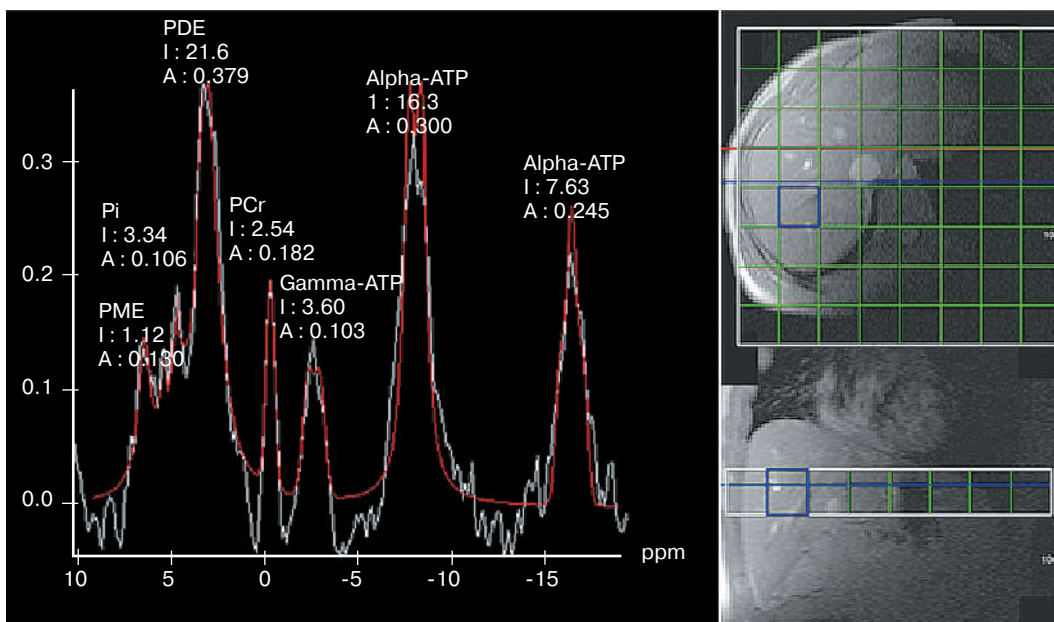 PDE
I : 21.6
A : 0.379
Alpha-ATP
1 : 16.3
A : 0.300
Alpha-ATP
I : 7.63
A : 0.245
Pi
I : 3.34
A : 0.106
PCr
I : 2.54
A : 0.182
Gamma-ATP
I : 3.60
A : 0.103
PME
I : 1.12
A : 0.130
0.3
0.2
0.1
0.0
10
5
0
-5
-10
-15
ppm